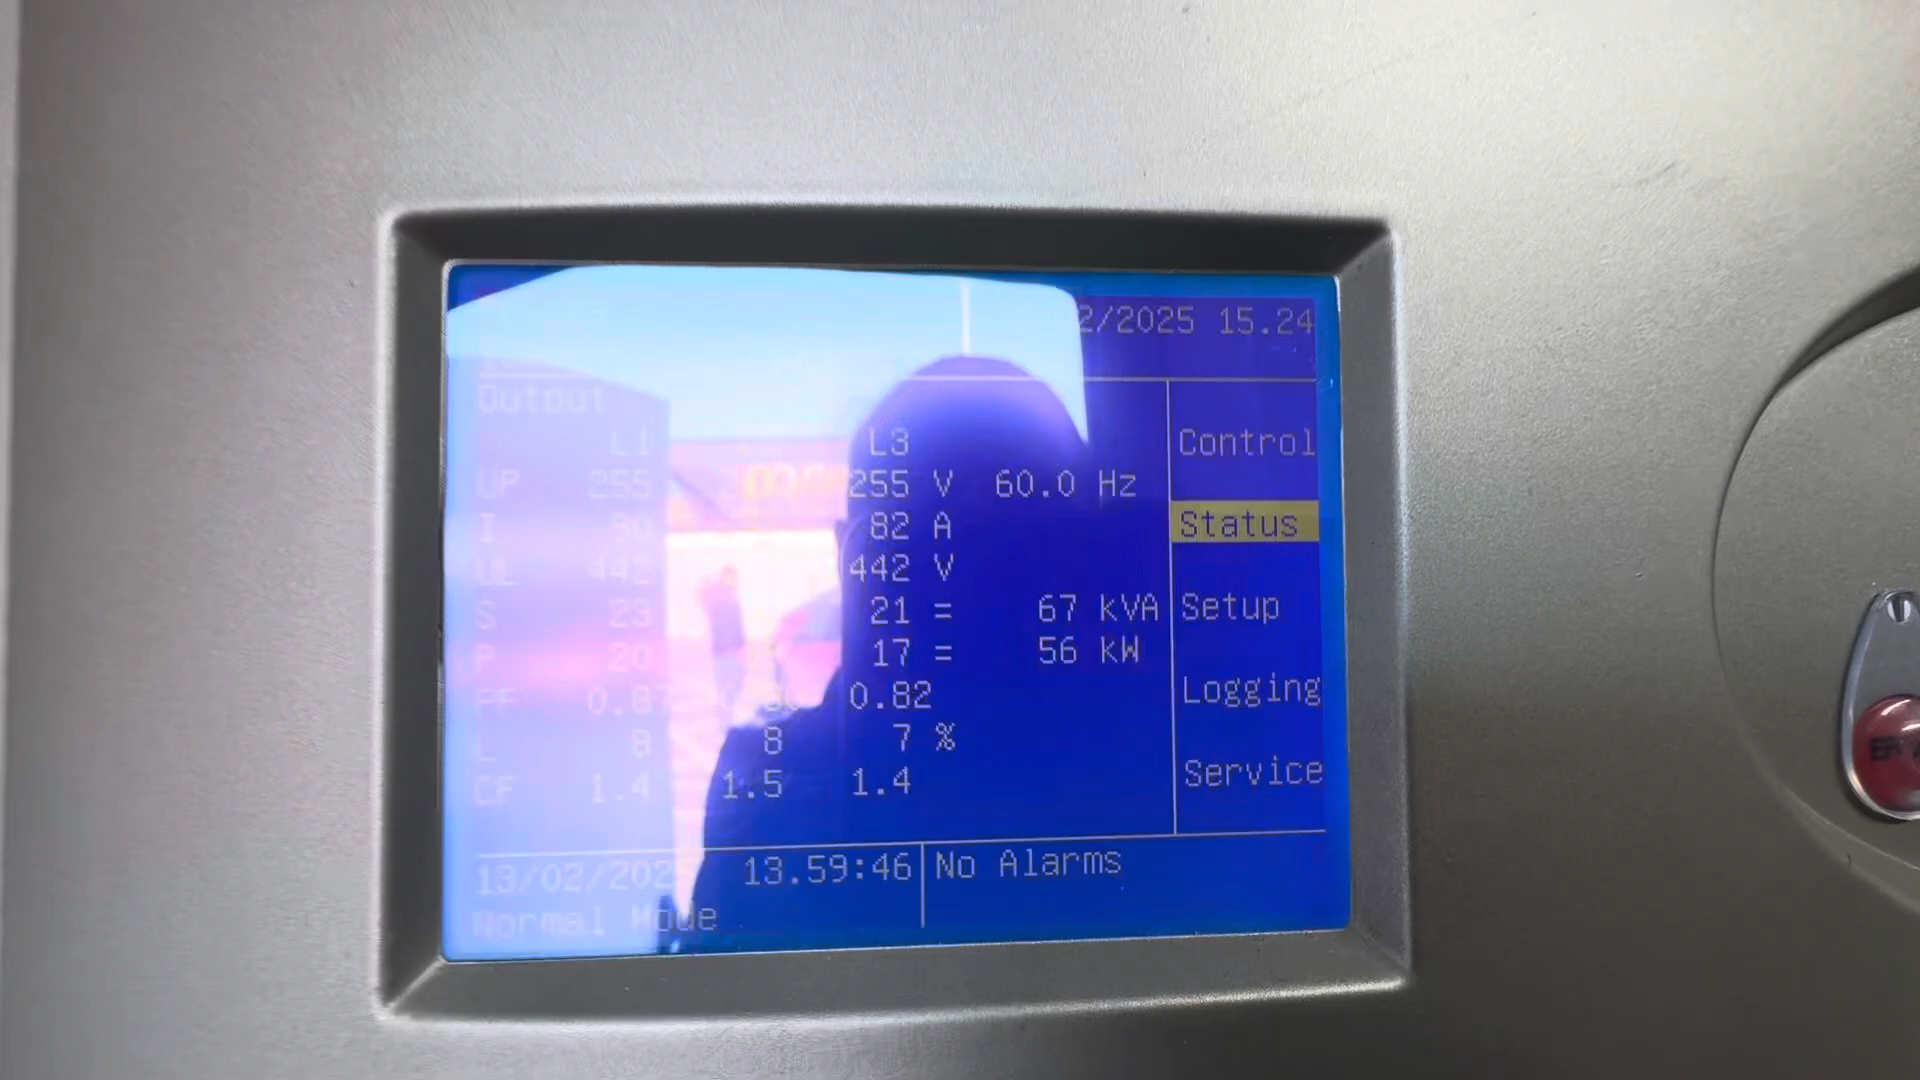 2/2025 15.24
Output
L1 L3
UP 255 255 V 60.0 Hz
I 90 82 A
UL 442 442 V
S 23 21 = 67 kVA
P 20 17 = 56 kW
PF 0.87 0.82
L 8 8 7 %
CF 1.4 1.5 1.4
Control
Status
Setup
Logging
Service
13/02/202 13.59:46
No Alarms
Normal Mode